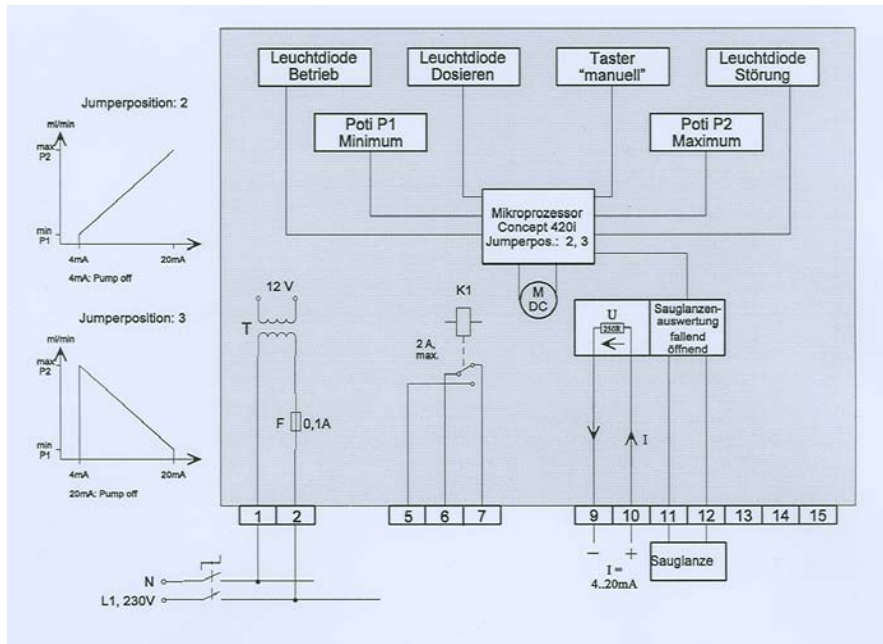 Leuchtdiode
Betrieb
Leuchtdiode
Dosieren
Taster
"manuell"
Leuchtdiode
Störung
Poti P1
Minimum
Poti P2
Maximum
Mikroprozessor
Concept 420i
Jumperpos.: 2, 3
M
DC
Jumperposition: 2
ml/min
max
P2
min
P1
4mA
20mA
4mA: Pump off
Jumperposition: 3
ml/min
max
P2
min
P1
4mA
20mA
20mA: Pump off
12 V
T
F
0,1A
K1
2 A,
max.
U
250R
Sauglanzen-
auswertung
fallend
öffnend
I
1 2 5 6 7 9 10 11 12 13 14 15
N
L1, 230V
− +
I =
4..20mA
Sauglanze